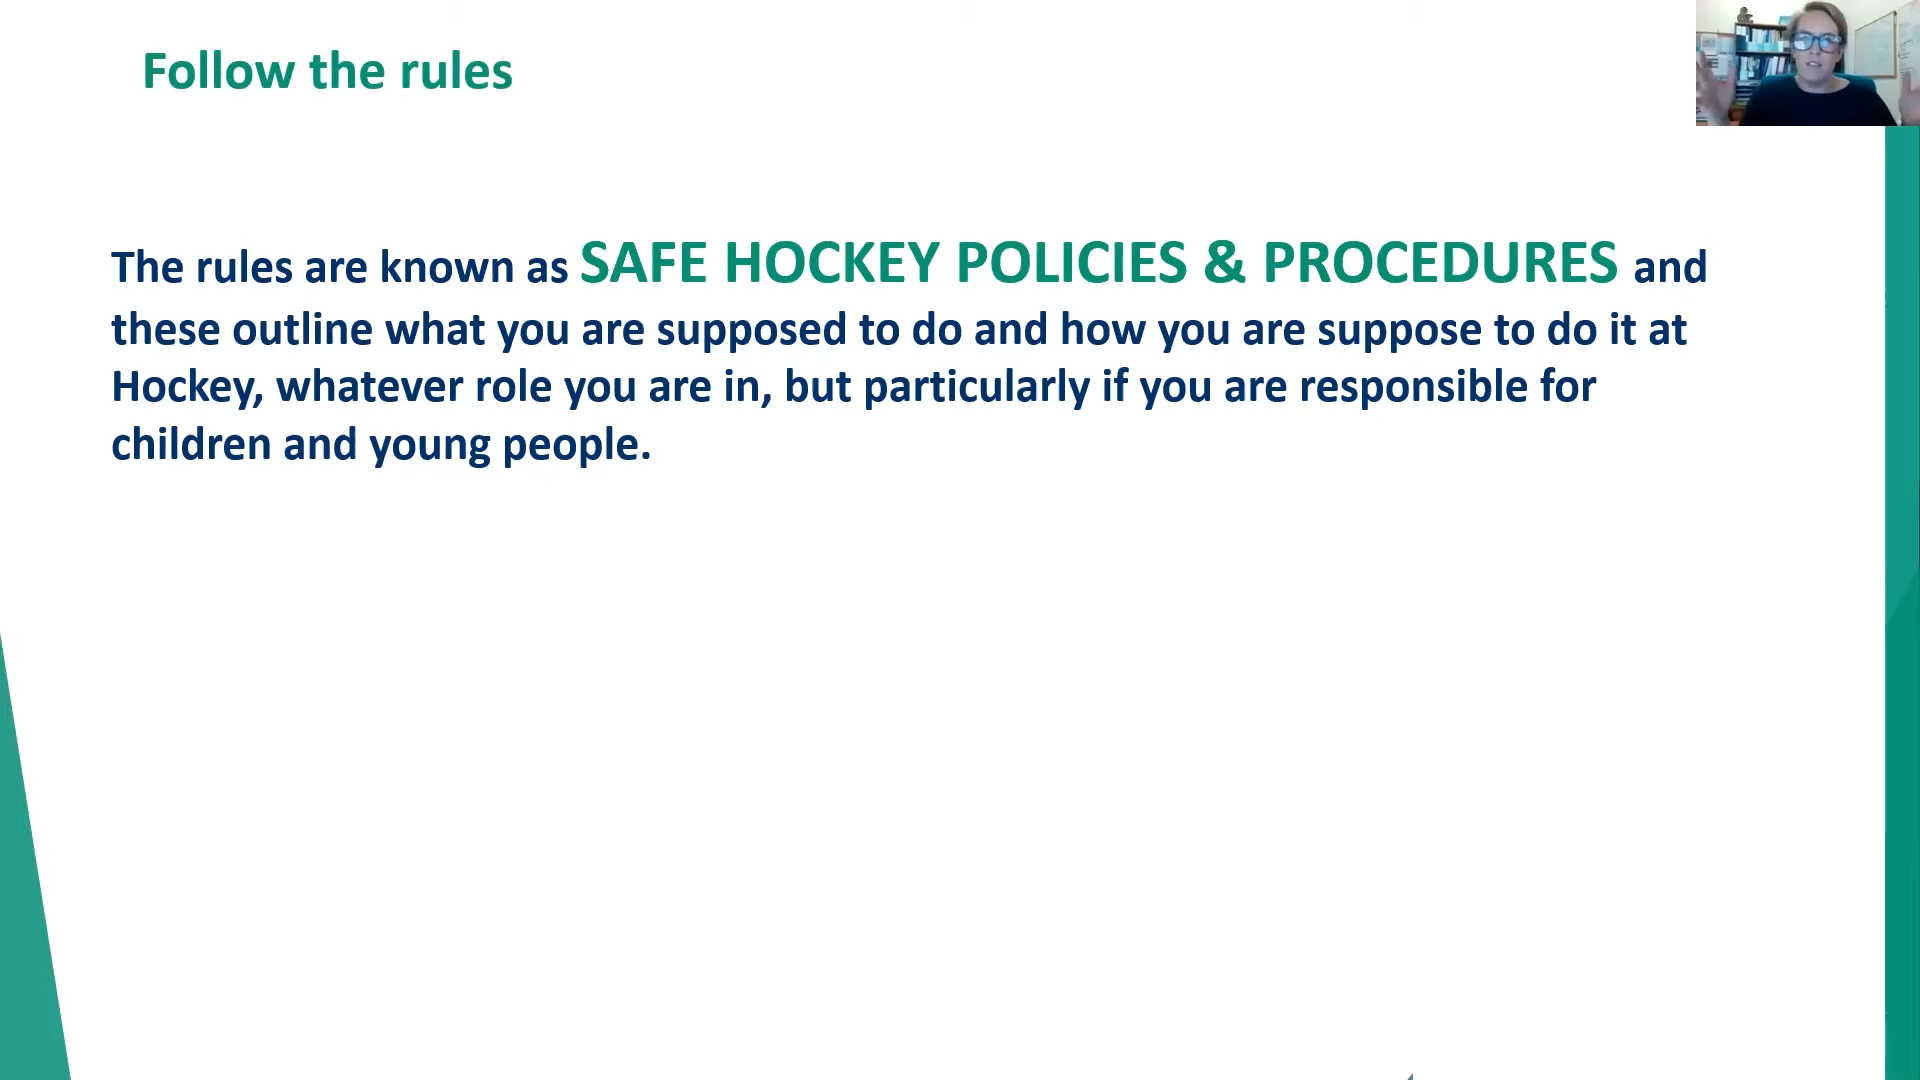 Follow the rules
The rules are known as SAFE HOCKEY POLICIES & PROCEDURES and
these outline what you are supposed to do and how you are suppose to do it at
Hockey, whatever role you are in, but particularly if you are responsible for
children and young people.